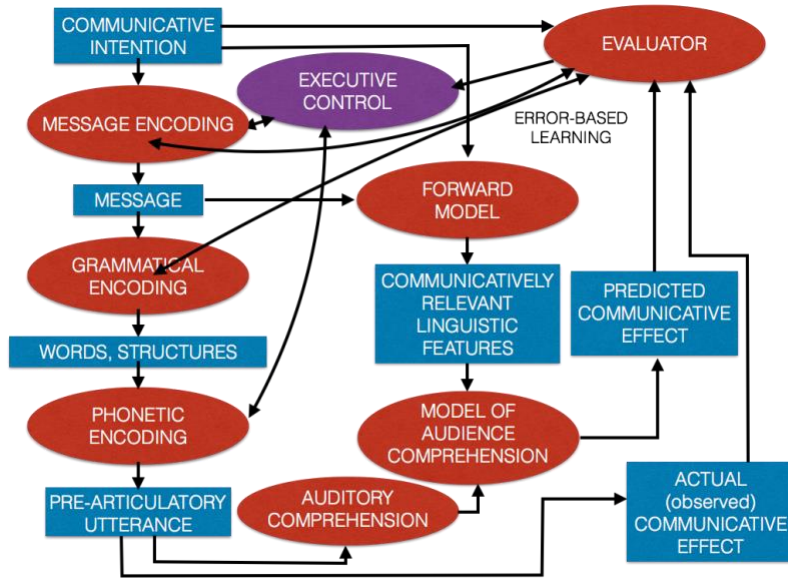 COMMUNICATIVE
INTENTION
EVALUATOR
EXECUTIVE
CONTROL
MESSAGE ENCODING
ERROR-BASED
LEARNING
MESSAGE
FORWARD
MODEL
GRAMMATICAL
ENCODING
COMMUNICATIVELY
RELEVANT
LINGUISTIC
FEATURES
PREDICTED
COMMUNICATIVE
EFFECT
WORDS, STRUCTURES
PHONETIC
ENCODING
MODEL OF
AUDIENCE
COMPREHENSION
PRE-ARTICULATORY
UTTERANCE
AUDITORY
COMPREHENSION
ACTUAL
(observed)
COMMUNICATIVE
EFFECT